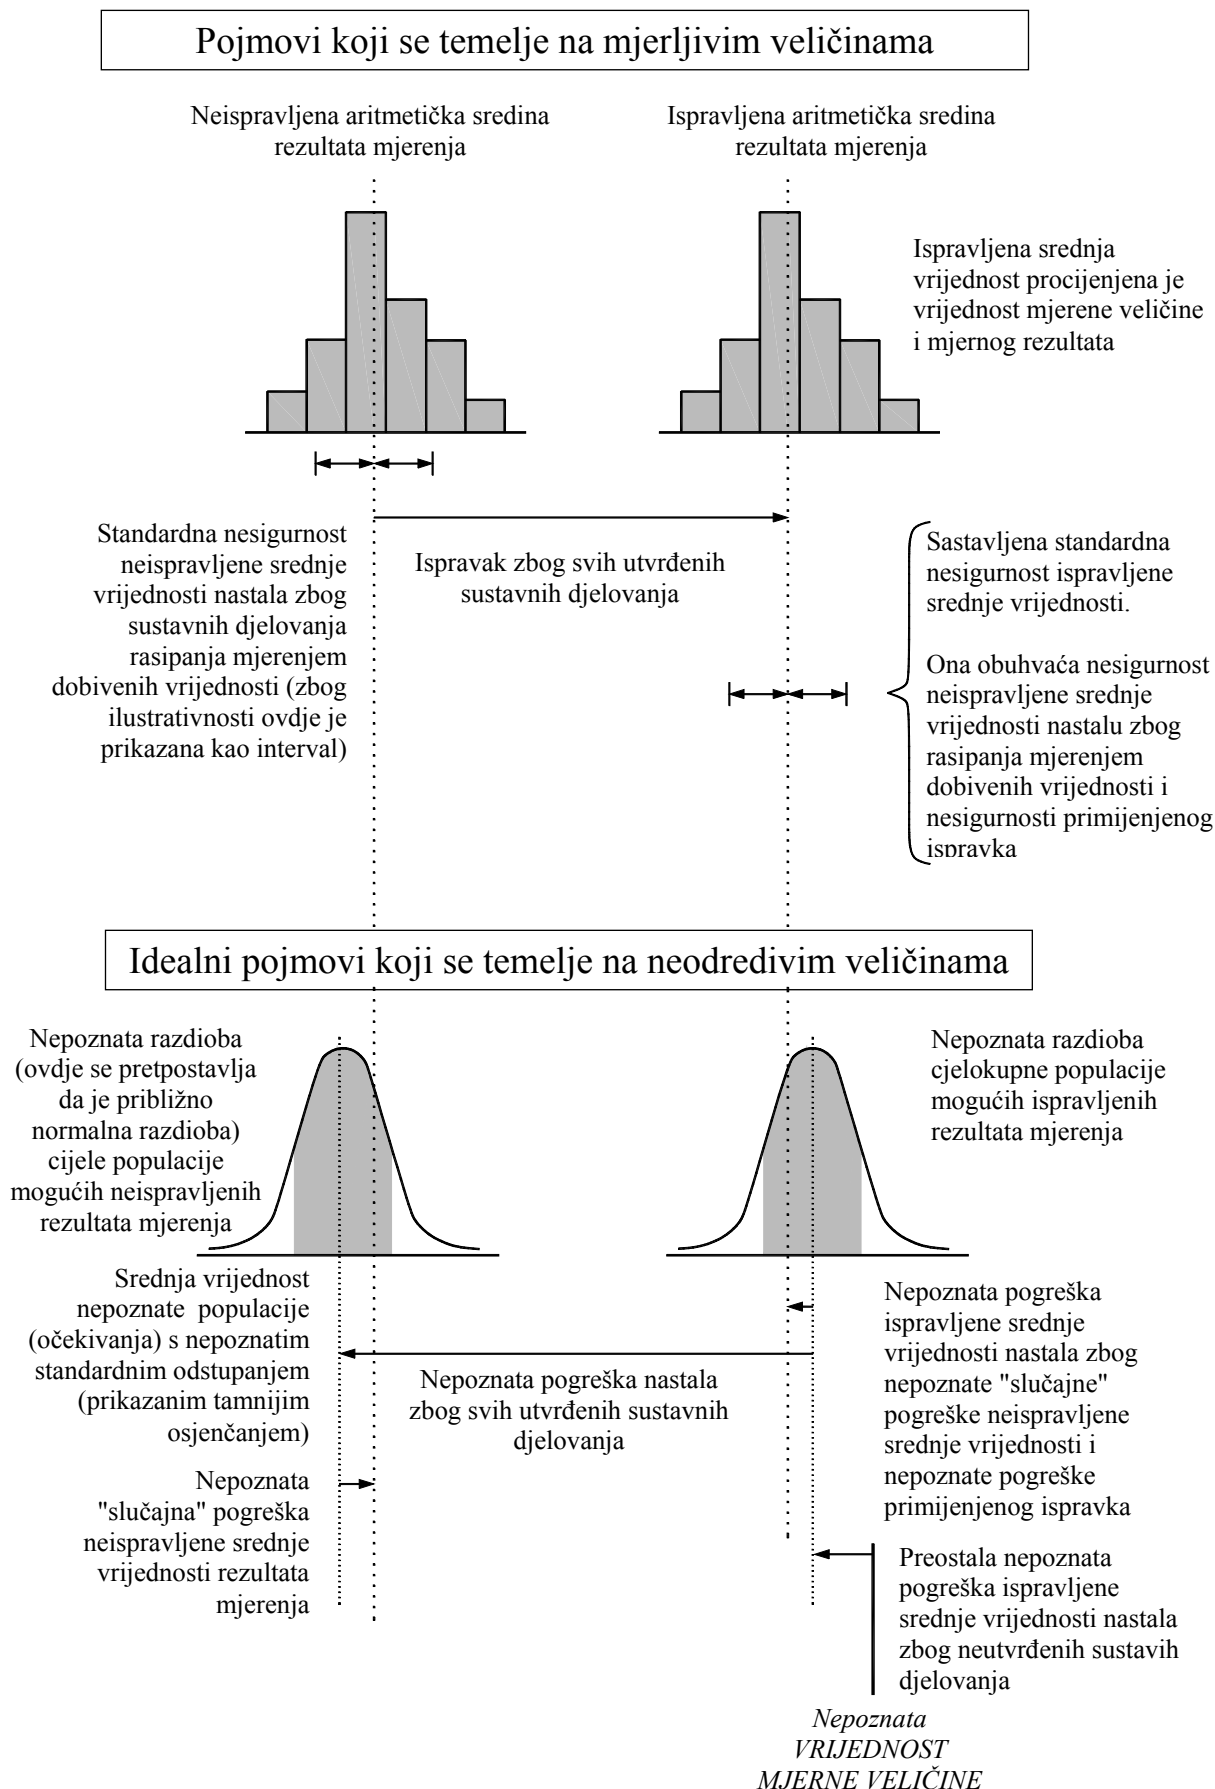 Pojmovi koji se temelje na mjerljivim veličinama
Neispravljena aritmetička sredina
rezultata mjerenja
Ispravljena aritmetička sredina
rezultata mjerenja
Ispravljena srednja
vrijednost procijenjena je
vrijednost mjerene veličine
i mjernog rezultata
Standardna nesigurnost
neispravljene srednje
vrijednosti nastala zbog
sustavnih djelovanja
rasipanja mjerenjem
dobivenih vrijednosti (zbog
ilustrativnosti ovdje je
prikazana kao interval)
Ispravak zbog svih utvrđenih
sustavnih djelovanja
Sastavljena standardna
nesigurnost ispravljene
srednje vrijednosti.
Ona obuhvaća nesigurnost
neispravljene srednje
vrijednosti nastalu zbog
rasipanja mjerenjem
dobivenih vrijednosti i
nesigurnosti primijenjenog
ispravka
Idealni pojmovi koji se temelje na neodredivim veličinama
Nepoznata razdioba
(ovdje se pretpostavlja
da je približno
normalna razdioba)
cijele populacije
mogućih neispravljenih
rezultata mjerenja
Nepoznata razdioba
cjelokupne populacije
mogućih ispravljenih
rezultata mjerenja
Srednja vrijednost
nepoznate populacije
(očekivanja) s nepoznatim
standardnim odstupanjem
(prikazanim tamnijim
osjenčanjem)
Nepoznata pogreška nastala
zbog svih utvrđenih sustavnih
djelovanja
Nepoznata pogreška
ispravljene srednje
vrijednosti nastala zbog
nepoznate "slučajne"
pogreške neispravljene
srednje vrijednosti i
nepoznate pogreške
primijenjenog ispravka
Nepoznata
"slučajna" pogreška
neispravljene srednje
vrijednosti rezultata
mjerenja
Preostala nepoznata
pogreška ispravljene
srednje vrijednosti nastala
zbog neutvrđenih sustavih
djelovanja
Nepoznata
VRIJEDNOST
MJERNE VELIČINE